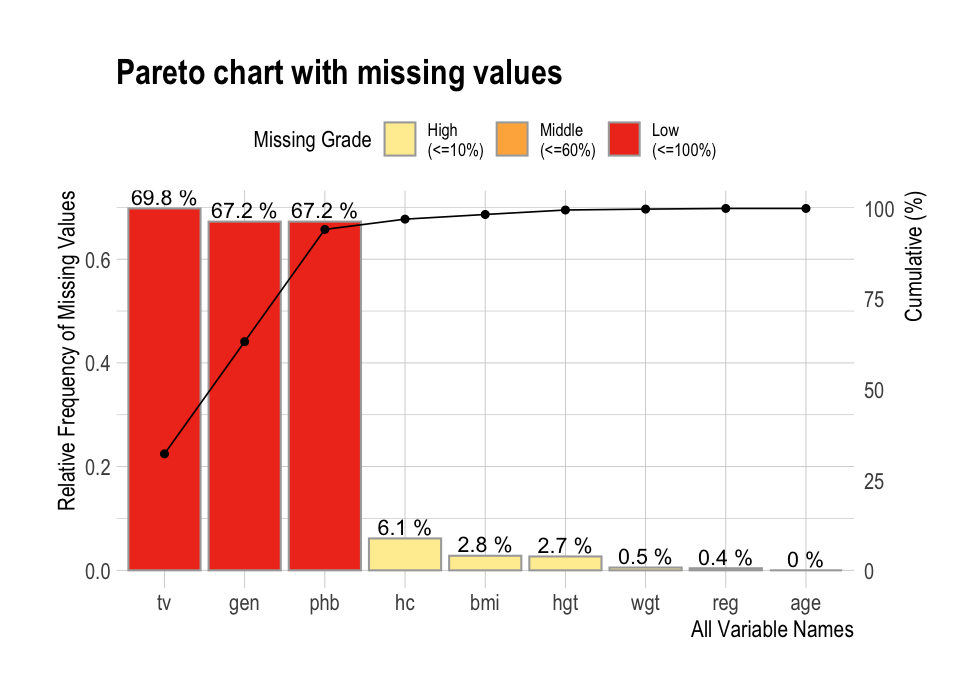 Pareto chart with missing values
Missing Grade
High
(<=10%)
Middle
(<=60%)
Low
(<=100%)
Relative Frequency of Missing Values
0.6
0.4
0.2
0.0
69.8 %
67.2 %
67.2 %
6.1 %
2.8 %
2.7 %
0.5 %
0.4 %
0 %
100
75
50
25
0
Cumulative (%)
tv gen phb hc bmi hgt wgt reg age
All Variable Names